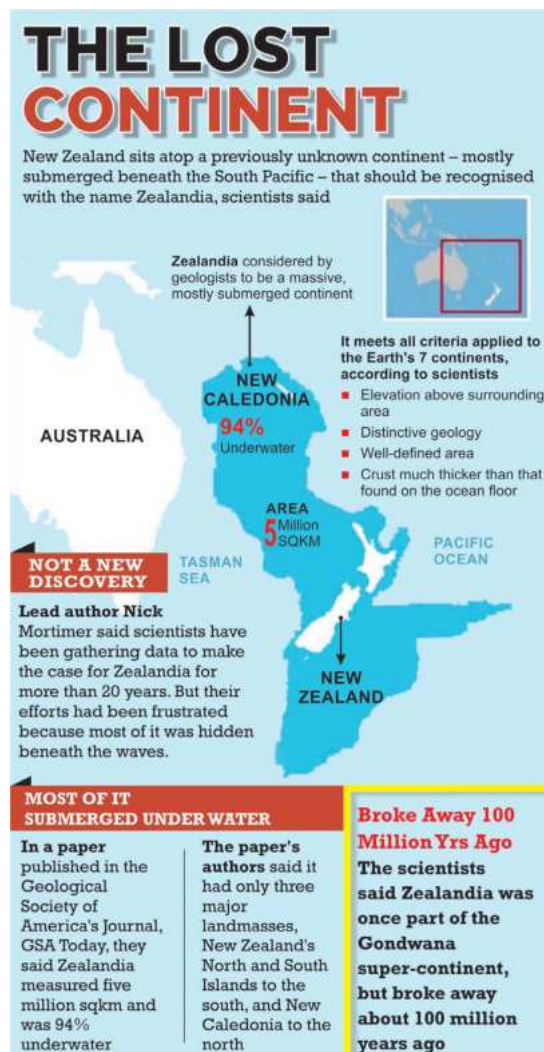 THE LOST
CONTINENT
New Zealand sits atop a previously unknown continent – mostly
submerged beneath the South Pacific – that should be recognised
with the name Zealandia, scientists said
Zealandia considered by
geologists to be a massive,
mostly submerged continent
It meets all criteria applied to
the Earth's 7 continents,
according to scientists
Elevation above surrounding
area
Distinctive geology
Well-defined area
Crust much thicker than that
found on the ocean floor
NEW
CALEDONIA
94%
Underwater
AUSTRALIA
AREA
5 Million
SQKM
TASMAN
SEA
PACIFIC
OCEAN
NEW
ZEALAND
NOT A NEW
DISCOVERY
Lead author Nick
Mortimer said scientists have
been gathering data to make
the case for Zealandia for
more than 20 years. But their
efforts had been frustrated
because most of it was hidden
beneath the waves.
MOST OF IT
SUBMERGED UNDER WATER
In a paper
published in the
Geological
Society of
America's Journal,
GSA Today, they
said Zealandia
measured five
million sqkm and
was 94%
underwater
The paper's
authors said it
had only three
major
landmasses,
New Zealand's
North and South
Islands to the
south, and New
Caledonia to the
north
Broke Away 100
Million Yrs Ago
The scientists
said Zealandia was
once part of the
Gondwana
super-continent,
but broke away
about 100 million
years ago